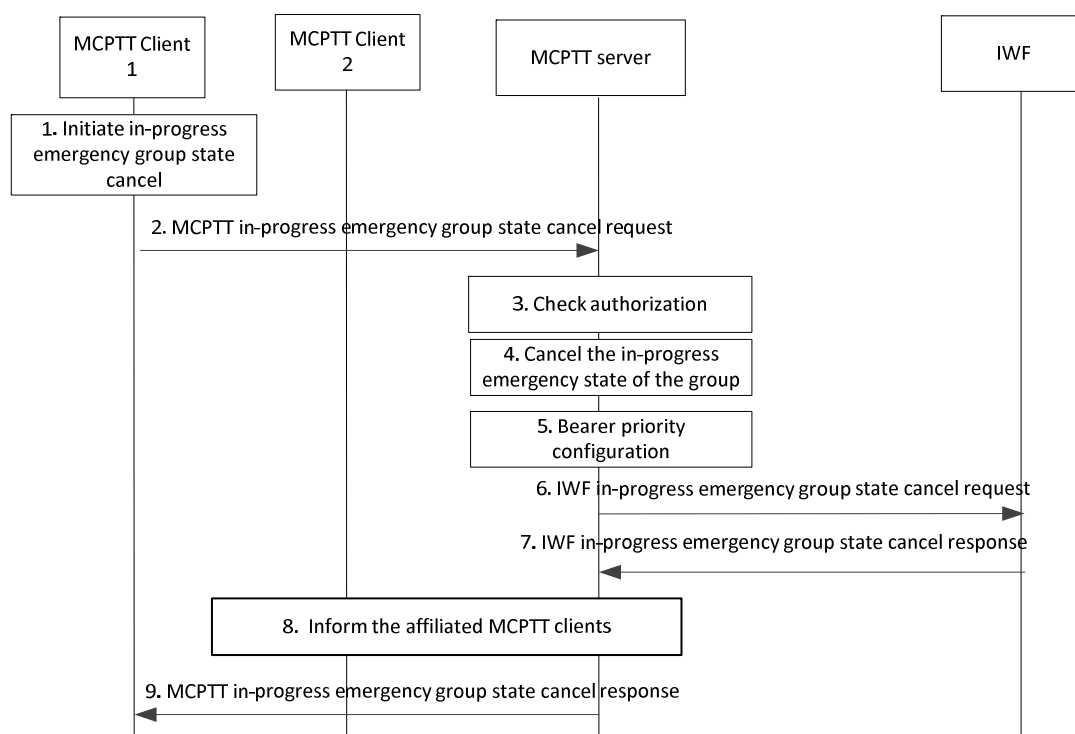 MCPTT Client
1
MCPTT Client
2
MCPTT server
IWF
1. Initiate in-progress
emergency group state
cancel
2. MCPTT in-progress emergency group state cancel request
3. Check authorization
4. Cancel the in-progress
emergency state of the group
5. Bearer priority
configuration
6. IWF in-progress emergency group state cancel request
7. IWF in-progress emergency group state cancel response
8. Inform the affiliated MCPTT clients
9. MCPTT in-progress emergency group state cancel response